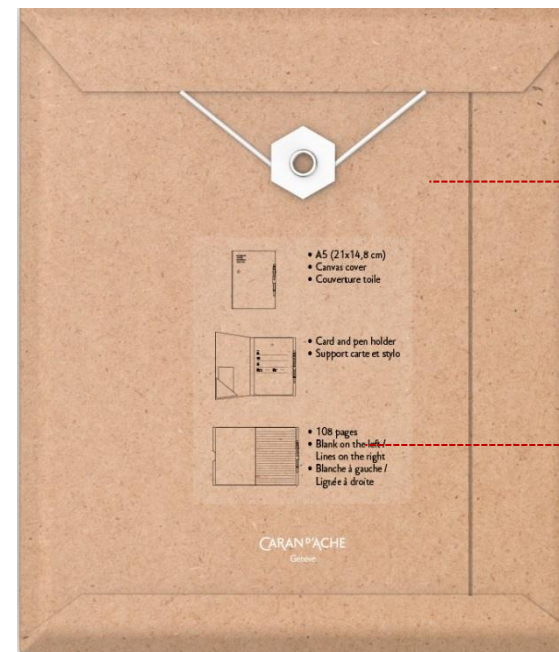 • A5 (21x14,8 cm)
• Canvas cover
• Couverture toile
• Card and pen holder
• Support carte et stylo
• 108 pages
• Blank on the left /
Lines on the right
• Blanche à gauche /
Lignée à droite
CARAN D'ACHE
Genève